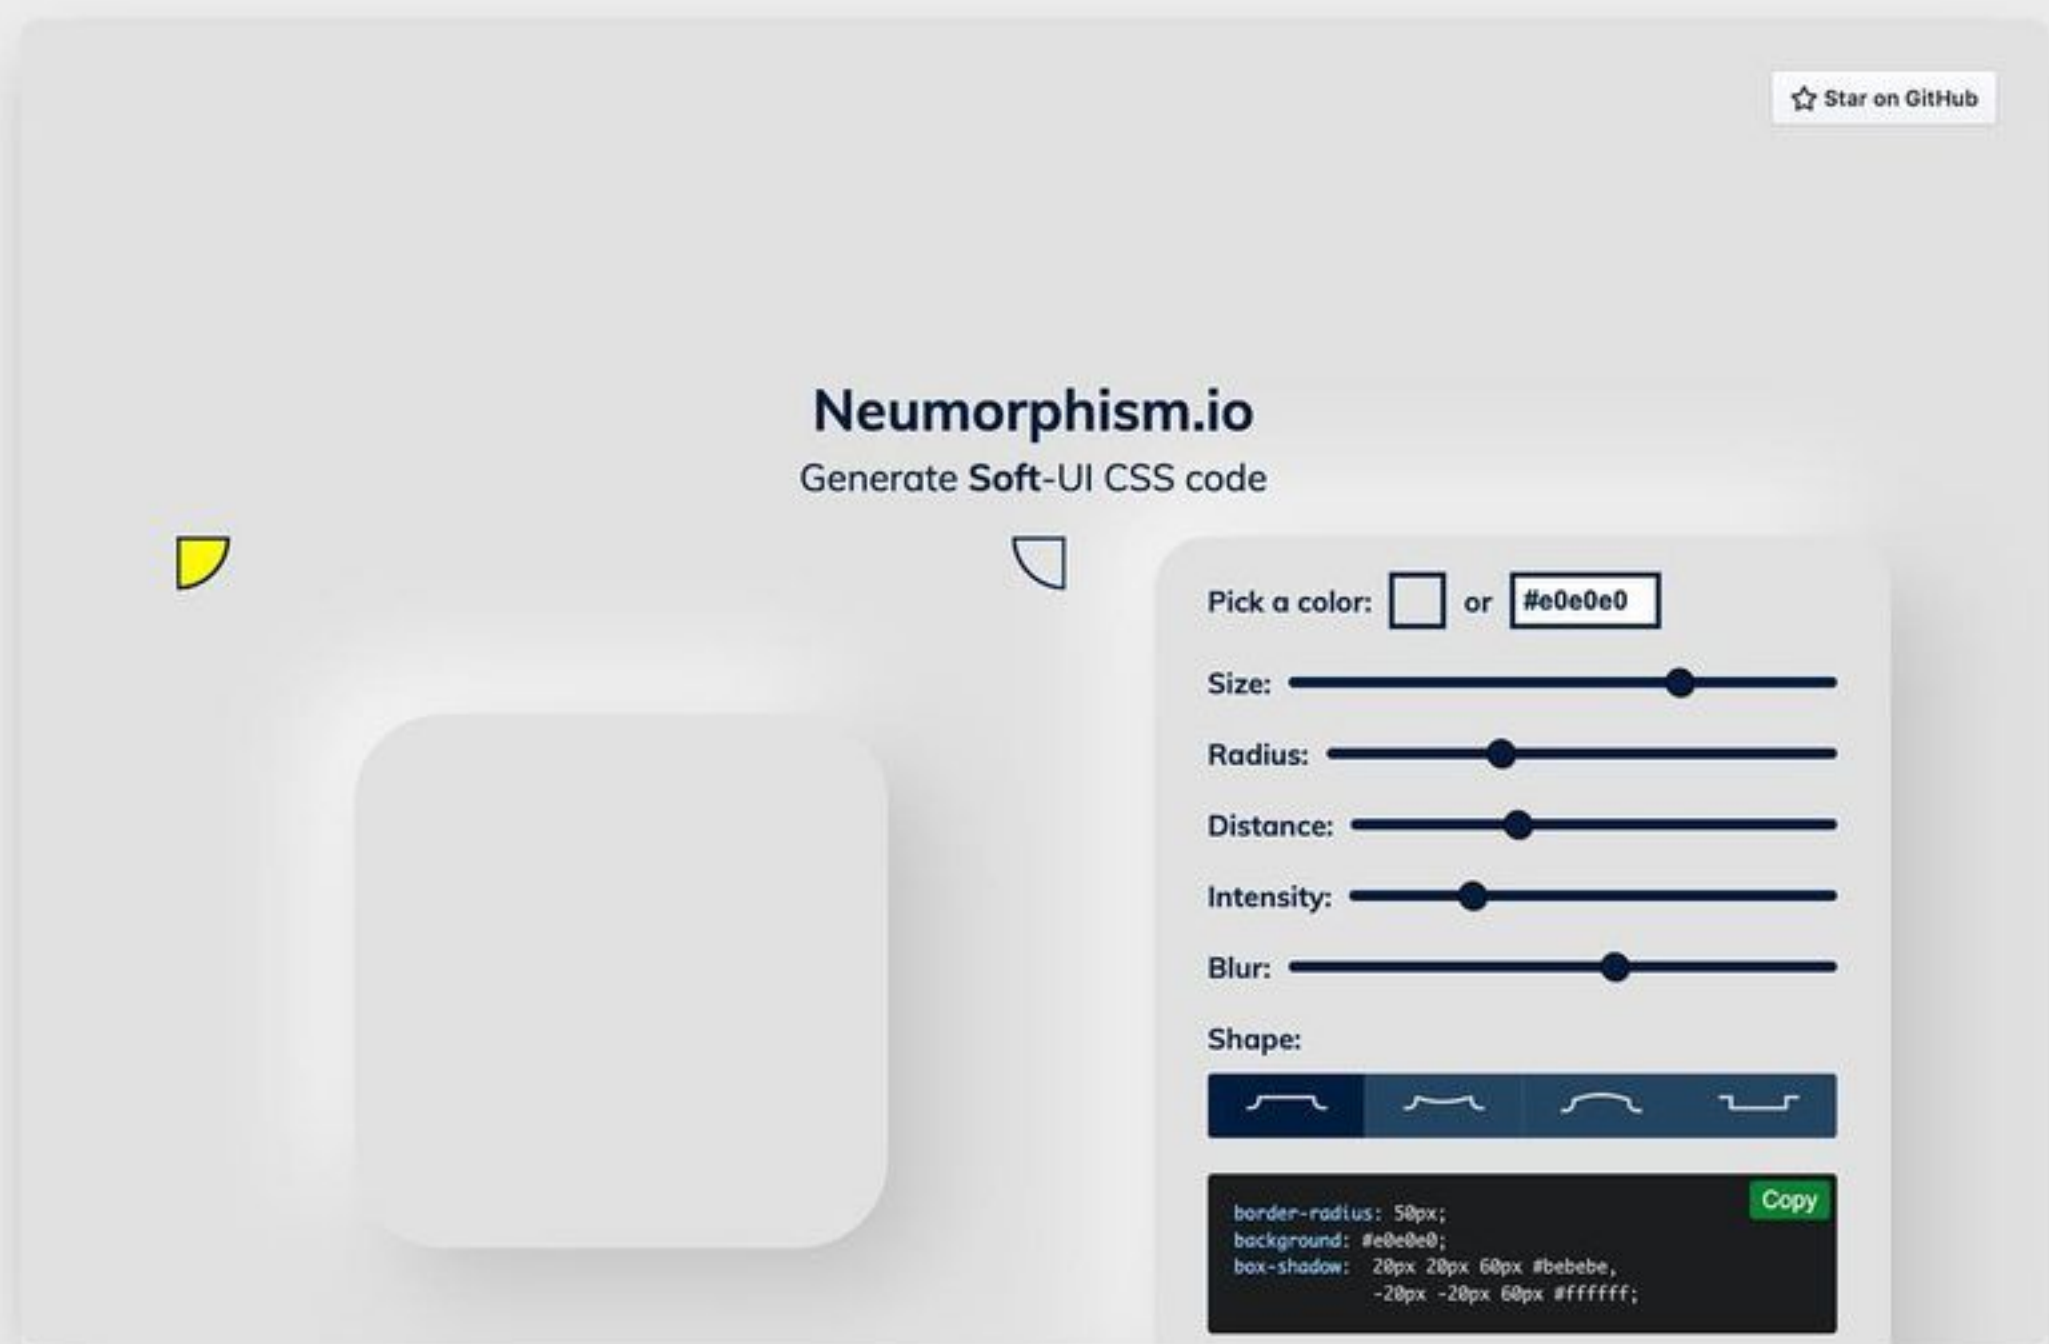 Star on GitHub
Neumorphism.io
Generate Soft-UI CSS code
Pick a color: or #e0e0e0
Size:
Radius:
Distance:
Intensity:
Blur:
Shape:
Copy
border-radius: 50px;
background: #e0e0e0;
box-shadow: 20px 20px 60px #bebebe,
-20px -20px 60px #ffffff;